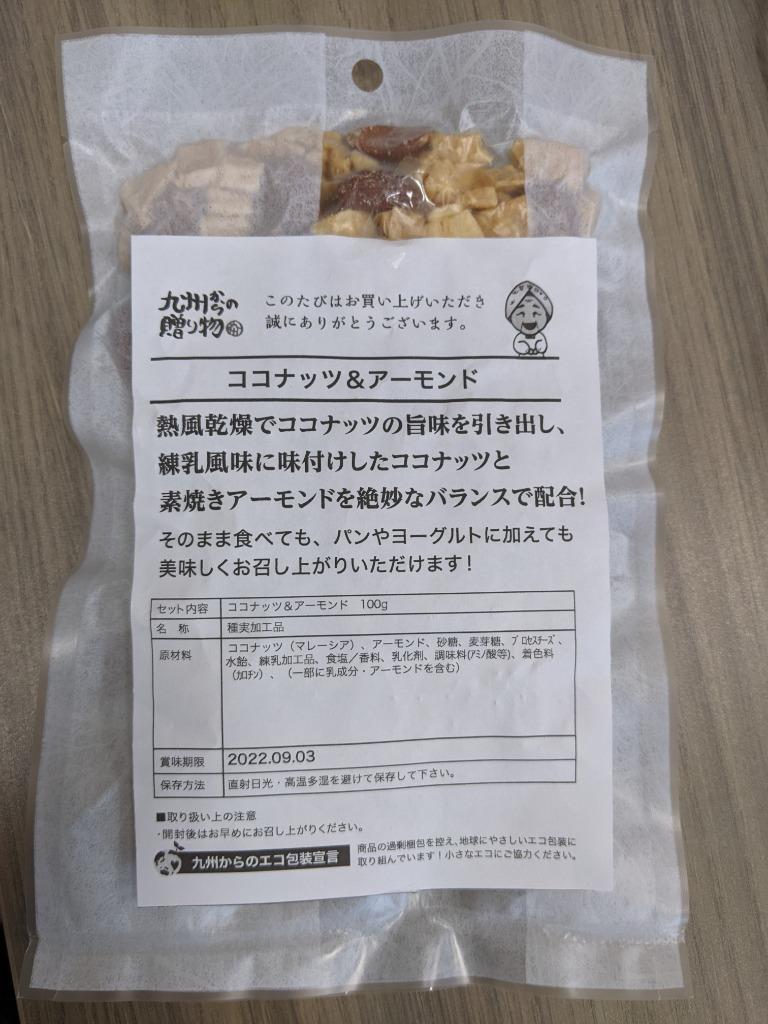 九州からの
贈り物
このたびはお買い上げいただき
誠にありがとうございます。
ココナッツ&アーモンド
熱風乾燥でココナッツの旨味を引き出し、
練乳風味に味付けしたココナッツと
素焼きアーモンドを絶妙なバランスで配合!
そのまま食べても、パンやヨーグルトに加えても
美味しくお召し上がりいただけます!
セット内容 ココナッツ&アーモンド 100g
名 称 種実加工品
原材料 ココナッツ(マレーシア)、アーモンド、砂糖、麦芽糖、プロセスチーズ、
水飴、練乳加工品、食塩/香料、乳化剤、調味料(アミノ酸等)、着色料
(カロチン)、(一部に乳成分・アーモンドを含む)
賞味期限 2022.09.03
保存方法 直射日光・高温多湿を避けて保存して下さい。
■取り扱い上の注意
・開封後はお早めにお召し上がりください。
九州からのエコ包装宣言
商品の過剰梱包を控え、地球にやさしいエコ包装に
取り組んでいます!小さなエコにご協力ください。